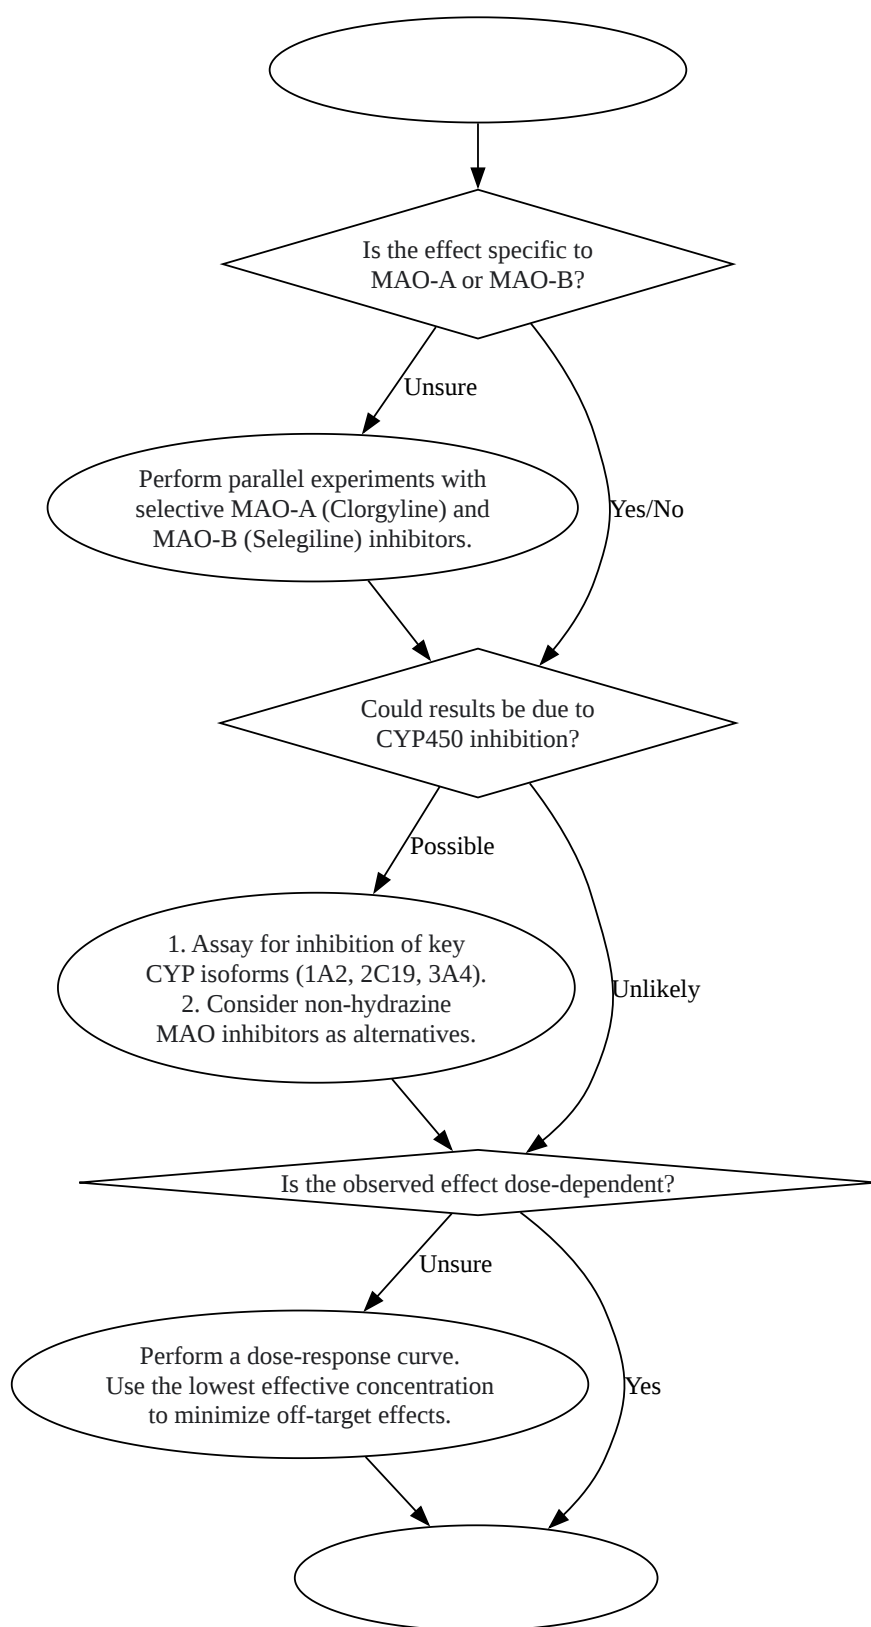 Is the effect specific to
MAO-A or MAO-B?
Unsure
Perform parallel experiments with
selective MAO-A (Clorgyline) and
MAO-B (Selegiline) inhibitors.
Yes/No
Could results be due to
CYP450 inhibition?
Possible
1. Assay for inhibition of key
CYP isoforms (1A2, 2C19, 3A4).
2. Consider non-hydrazine
MAO inhibitors as alternatives.
Unlikely
Is the observed effect dose-dependent?
Unsure
Perform a dose-response curve.
Use the lowest effective concentration
to minimize off-target effects.
Yes